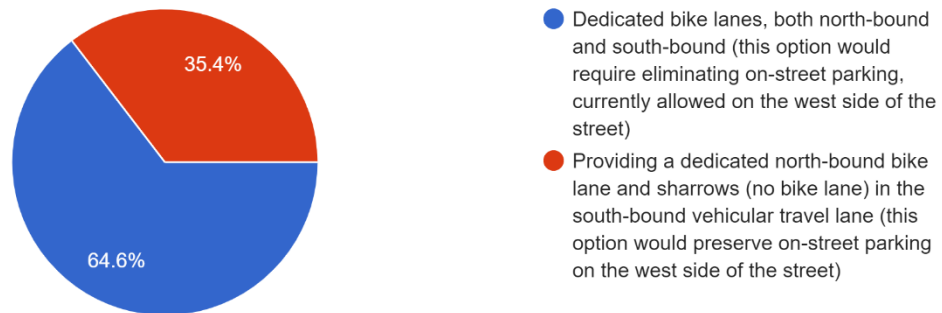 35.4%
64.6%
Dedicated bike lanes, both north-bound
and south-bound (this option would
require eliminating on-street parking,
currently allowed on the west side of the
street)
Providing a dedicated north-bound bike
lane and sharrows (no bike lane) in the
south-bound vehicular travel lane (this
option would preserve on-street parking
on the west side of the street)